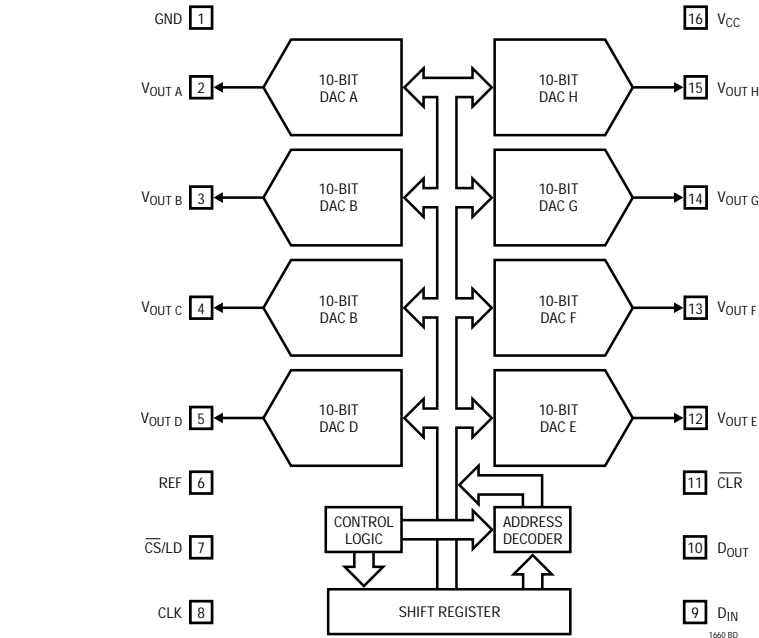 GND 1
16 VCC
10-BIT
DAC A
10-BIT
DAC H
VOUT A 2
15 VOUT H
10-BIT
DAC B
10-BIT
DAC G
VOUT B 3
14 VOUT G
10-BIT
DAC B
10-BIT
DAC F
VOUT C 4
13 VOUT F
10-BIT
DAC D
10-BIT
DAC E
VOUT D 5
12 VOUT E
REF 6
11 C̅L̅R̅
CONTROL
LOGIC
ADDRESS
DECODER
C̅S̅/LD 7
10 DOUT
CLK 8
SHIFT REGISTER
9 DIN
1660 BD